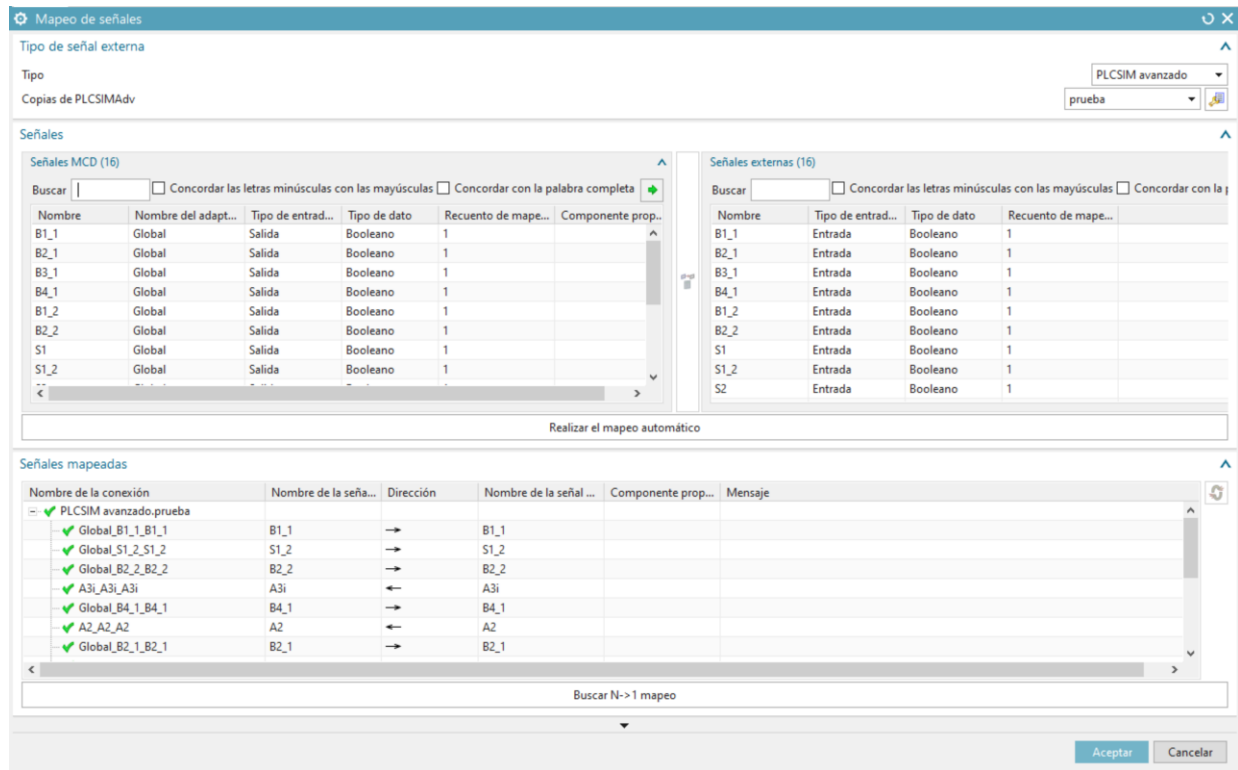 Mapeo de señales
Tipo de señal externa
Tipo PLCSIM avanzado
Copias de PLCSIMAdv prueba
Señales
Señales MCD (16)
Buscar Concordar las letras minúsculas con las mayúsculas Concordar con la palabra completa
Nombre Nombre del adapt... Tipo de entrad... Tipo de dato Recuento de mape... Componente prop..
B1_1 Global Salida Booleano 1
B2_1 Global Salida Booleano 1
B3_1 Global Salida Booleano 1
B4_1 Global Salida Booleano 1
B1_2 Global Salida Booleano 1
B2_2 Global Salida Booleano 1
S1 Global Salida Booleano 1
S1_2 Global Salida Booleano 1
Señales externas (16)
Buscar Concordar las letras minúsculas con las mayúsculas Concordar con la
Nombre Tipo de entrad... Tipo de dato Recuento de mape...
B1_1 Entrada Booleano 1
B2_1 Entrada Booleano 1
B3_1 Entrada Booleano 1
B4_1 Entrada Booleano 1
B1_2 Entrada Booleano 1
B2_2 Entrada Booleano 1
S1 Entrada Booleano 1
S1_2 Entrada Booleano 1
S2 Entrada Booleano 1
Realizar el mapeo automático
Señales mapeadas
Nombre de la conexión Nombre de la seña... Dirección Nombre de la señal ... Componente prop... Mensaje
PLCSIM avanzado.prueba
Global_B1_1_B1_1 B1_1 → B1_1
Global_S1_2_S1_2 S1_2 → S1_2
Global_B2_2_B2_2 B2_2 → B2_2
A3i_A3i_A3i A3i ← A3i
Global_B4_1_B4_1 B4_1 → B4_1
A2_A2_A2 A2 ← A2
Global_B2_1_B2_1 B2_1 → B2_1
Buscar N->1 mapeo
Aceptar Cancelar